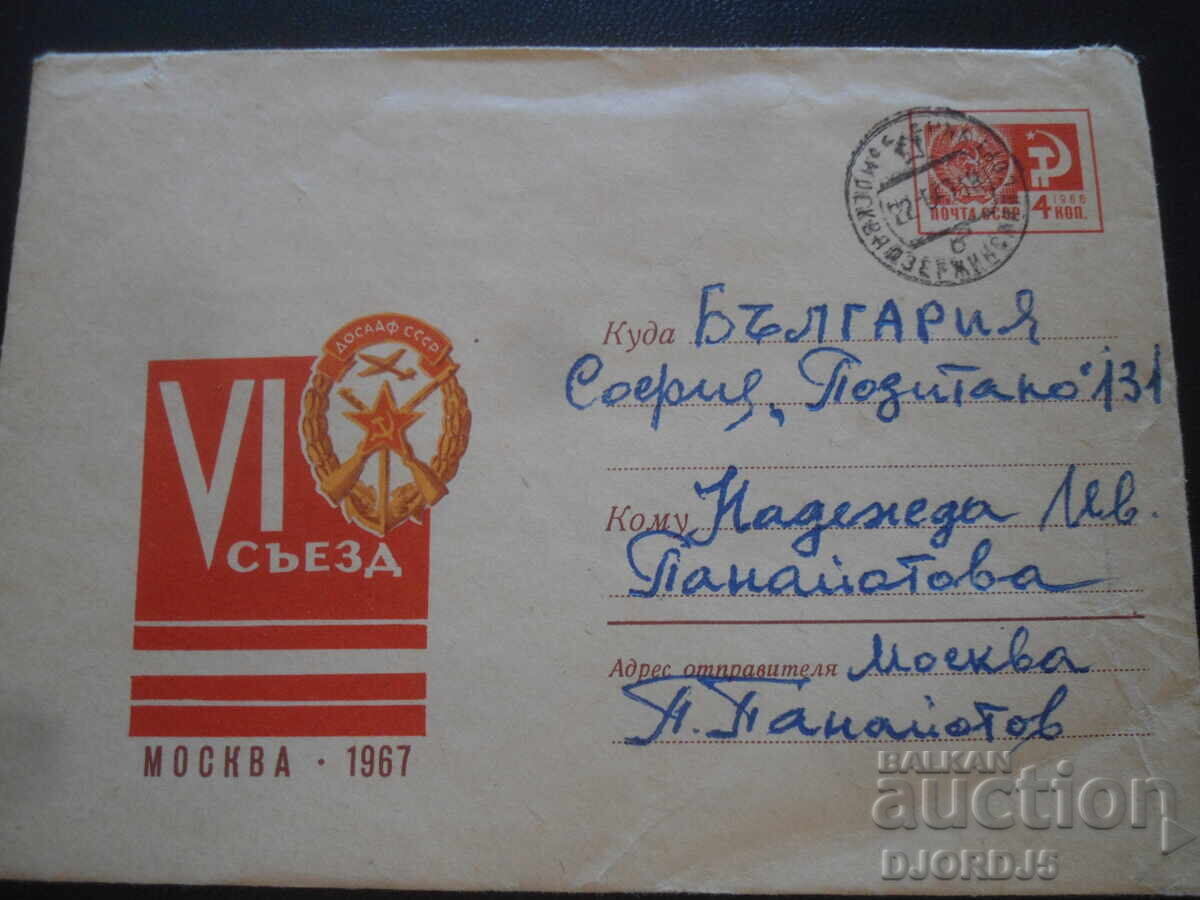 ПОЧТА СССР
1966
4 КОП.
ДОСААФ СССР
VI
СЪЕЗД
МОСКВА · 1967
Куда БЪЛГАРИЯ
София, Позитано 131
Кому Надежеда Ив.
Панайотова
Адрес отправителя Москва
П. Панайотов
BALKAN
auction
DJORDJ5